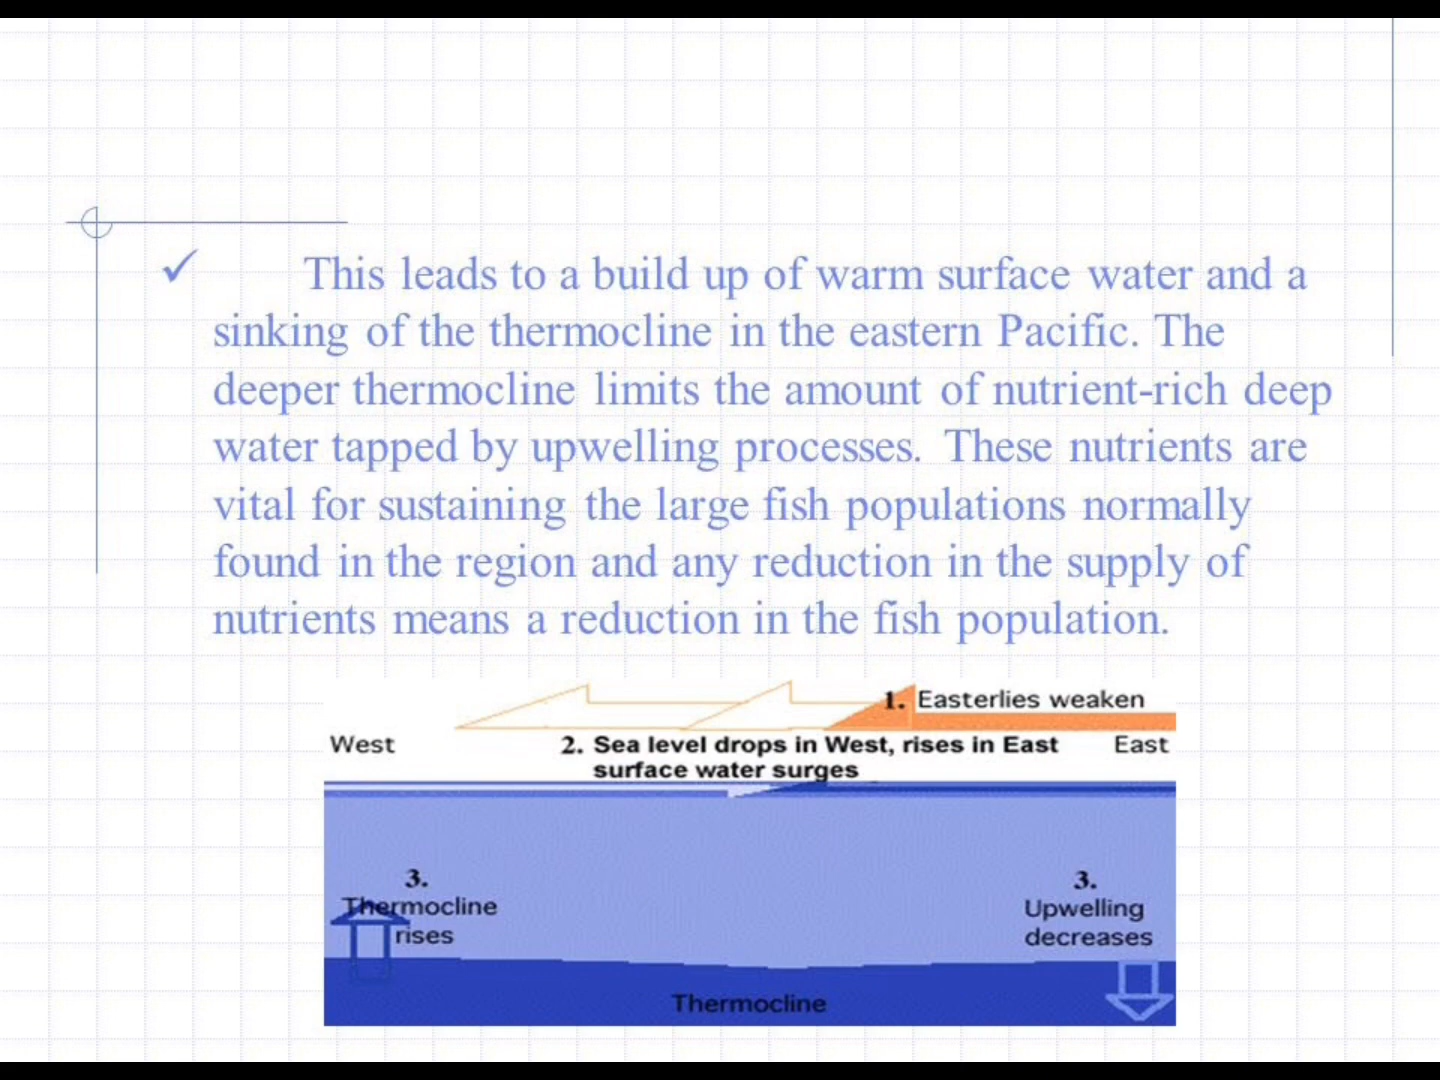 This leads to a build up of warm surface water and a
sinking of the thermocline in the eastern Pacific. The
deeper thermocline limits the amount of nutrient-rich deep
water tapped by upwelling processes. These nutrients are
vital for sustaining the large fish populations normally
found in the region and any reduction in the supply of
nutrients means a reduction in the fish population.
1. Easterlies weaken
West
2. Sea level drops in West, rises in East
surface water surges
East
3.
Thermocline
rises
3.
Upwelling
decreases
Thermocline